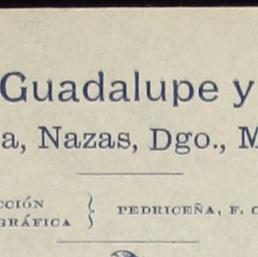 Guadalupe y
a, Nazas, Dgo., M
CCIÓN
GRÁFICA } PEDRICEÑA, F. C